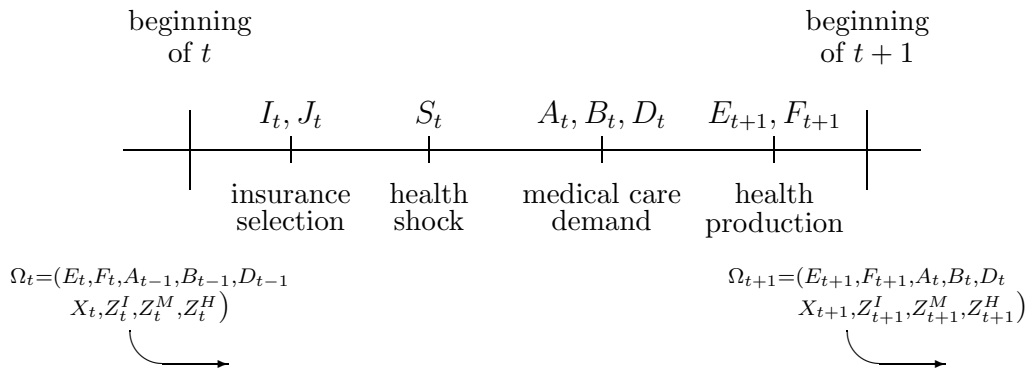 beginning of t
beginning of t + 1
I_t, J_t
S_t
A_t, B_t, D_t
E_{t+1}, F_{t+1}
insurance selection
health shock
medical care demand
health production
Ω_t=(E_t,F_t,A_{t−1},B_{t−1},D_{t−1}
X_t,Z_t^I,Z_t^M,Z_t^H)
Ω_{t+1}=(E_{t+1},F_{t+1},A_t,B_t,D_t
X_{t+1},Z_{t+1}^I,Z_{t+1}^M,Z_{t+1}^H)